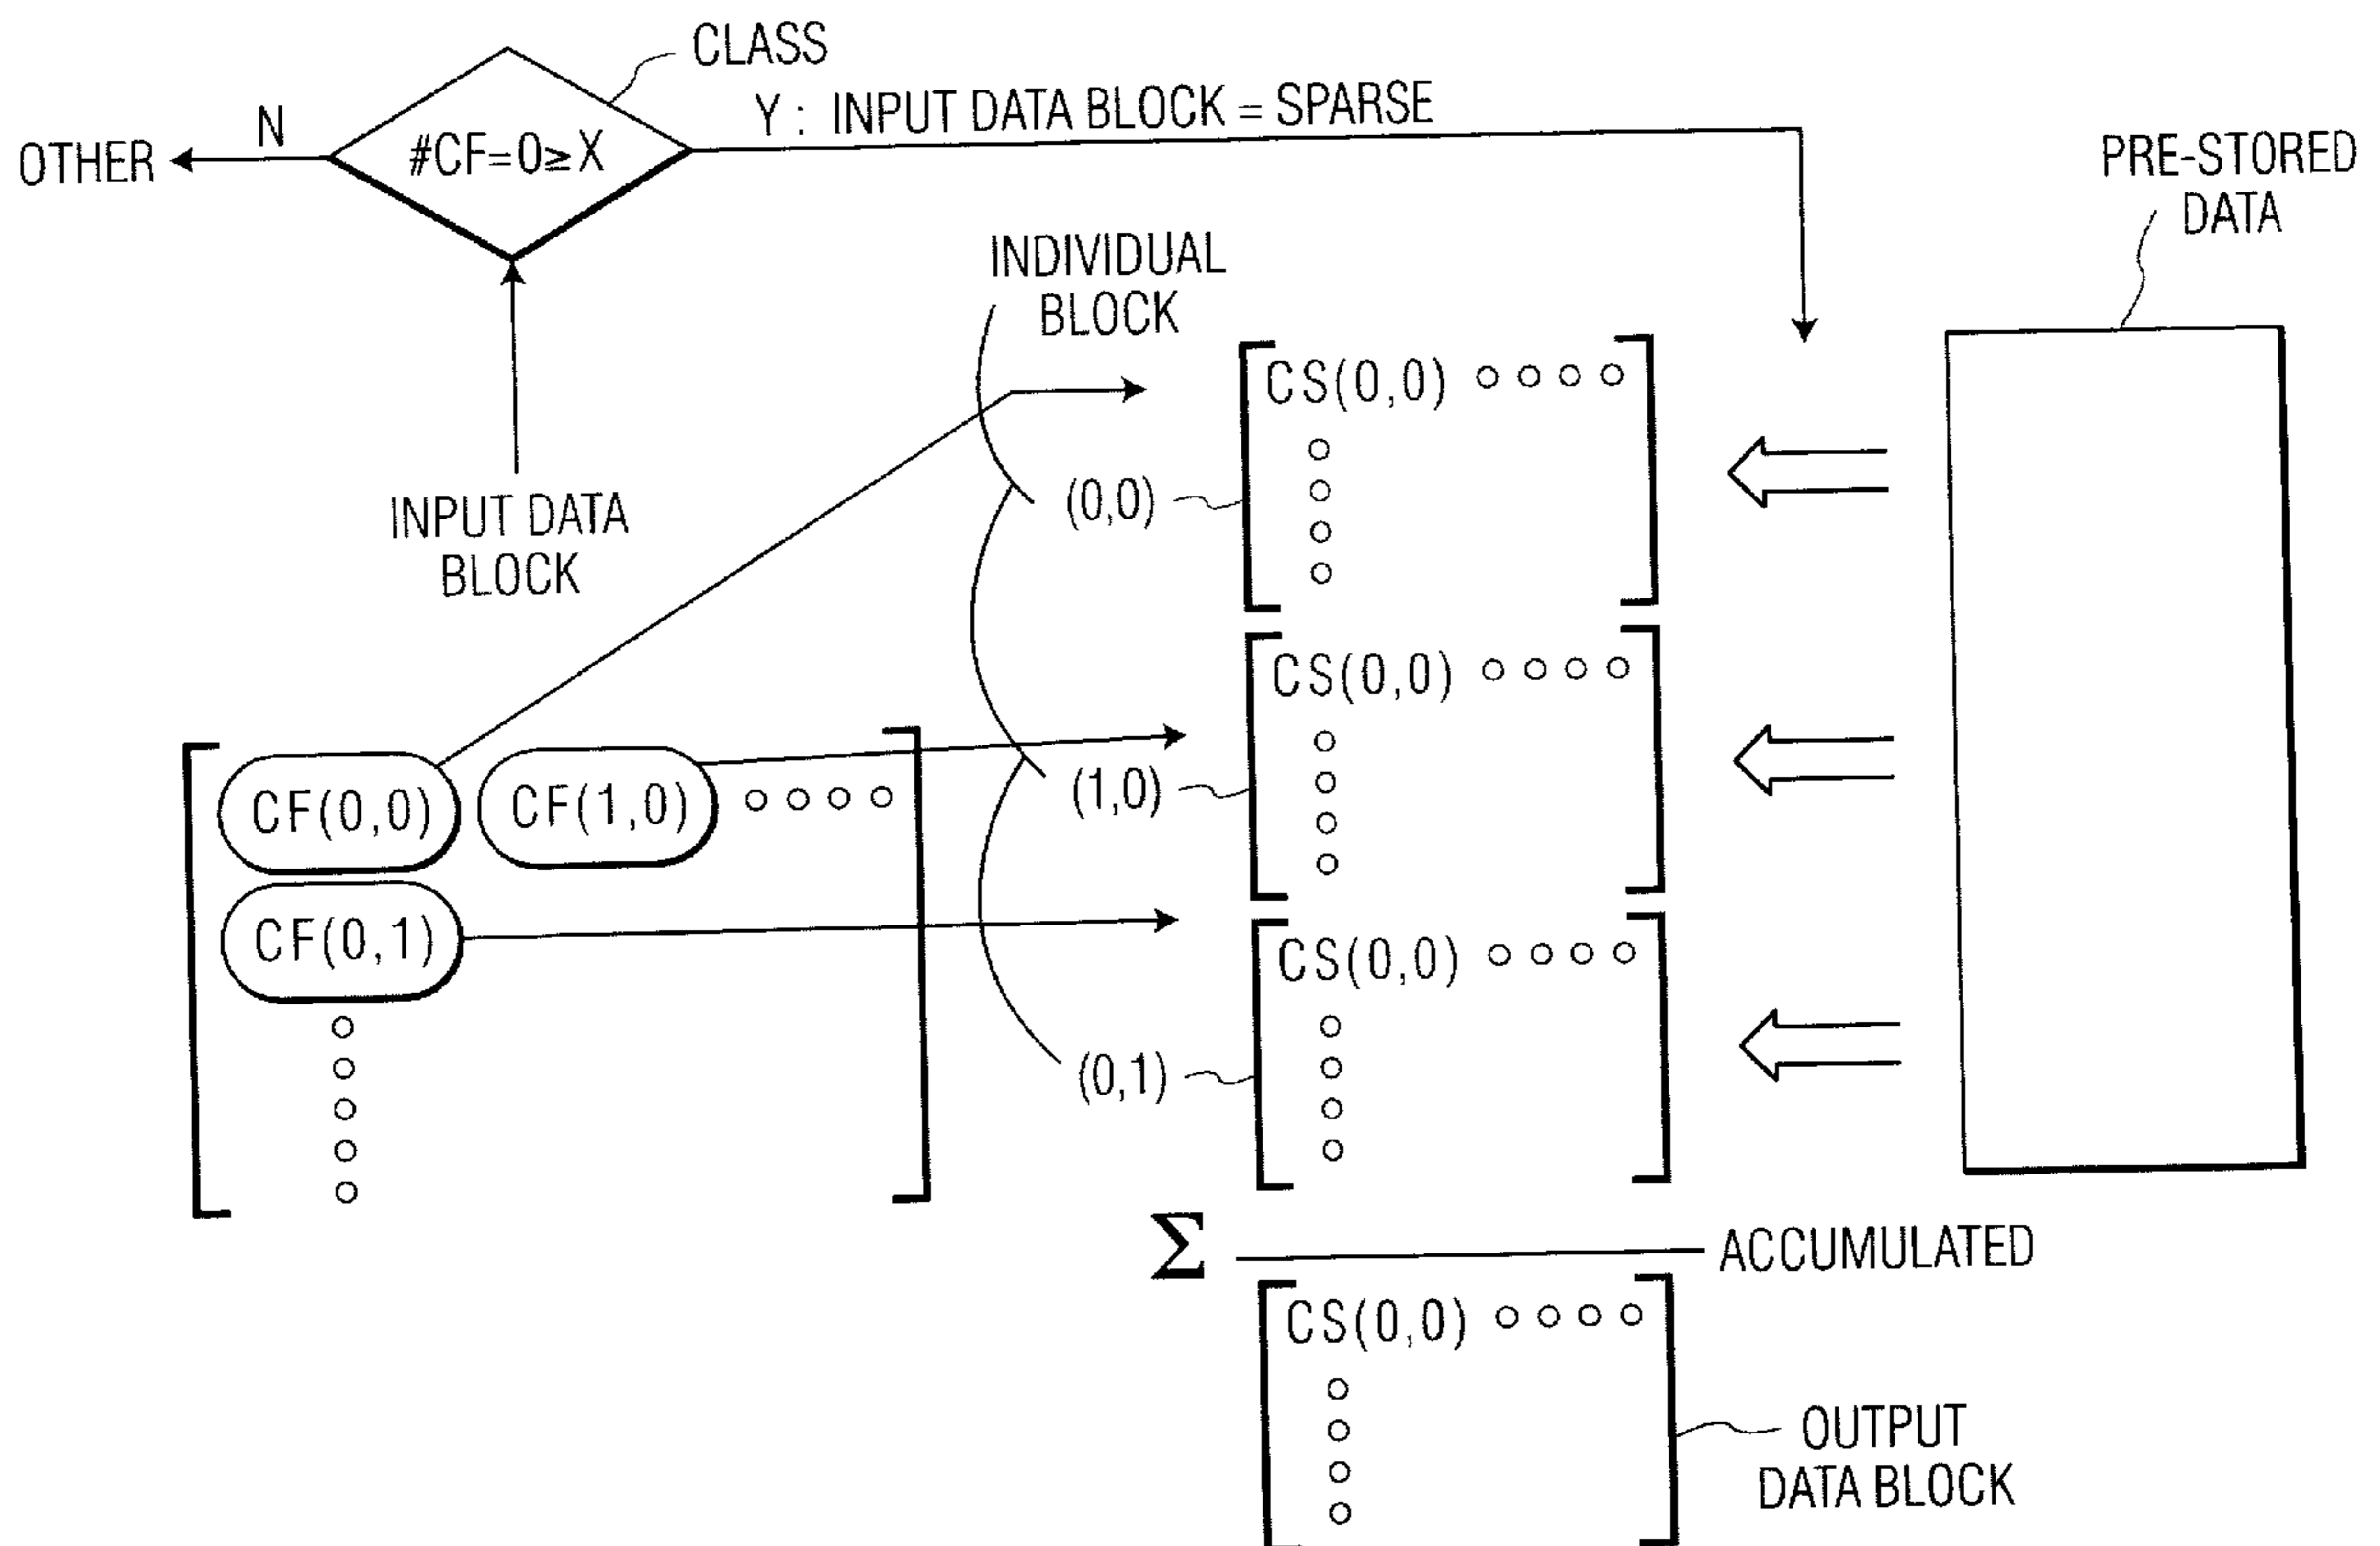 CLASS
N
Y : INPUT DATA BLOCK = SPARSE
OTHER
#CF=0≥X
PRE-STORED
DATA
INDIVIDUAL
BLOCK
INPUT DATA
BLOCK
CS(0,0)
(0,0)
CS(0,0)
(1,0)
CF(0,0)
CF(1,0)
CF(0,1)
CS(0,0)
(0,1)
Σ
ACCUMULATED
CS(0,0)
OUTPUT
DATA BLOCK